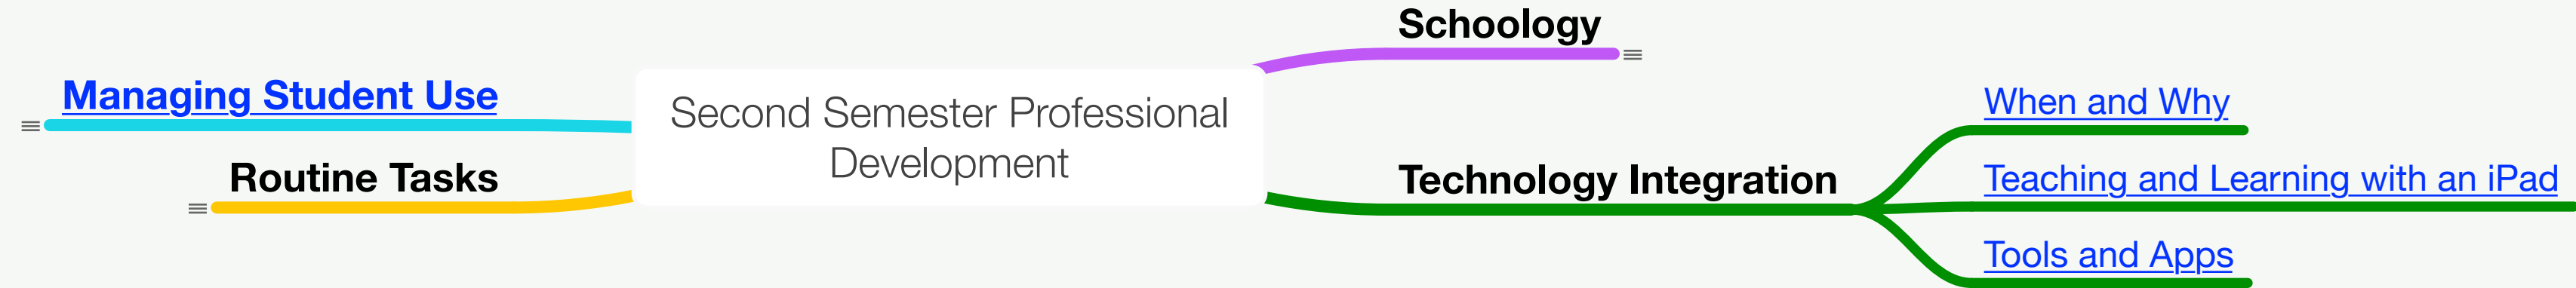 Schoology
Managing Student Use
Second Semester Professional
Development
Routine Tasks
Technology Integration
When and Why
Teaching and Learning with an iPad
Tools and Apps